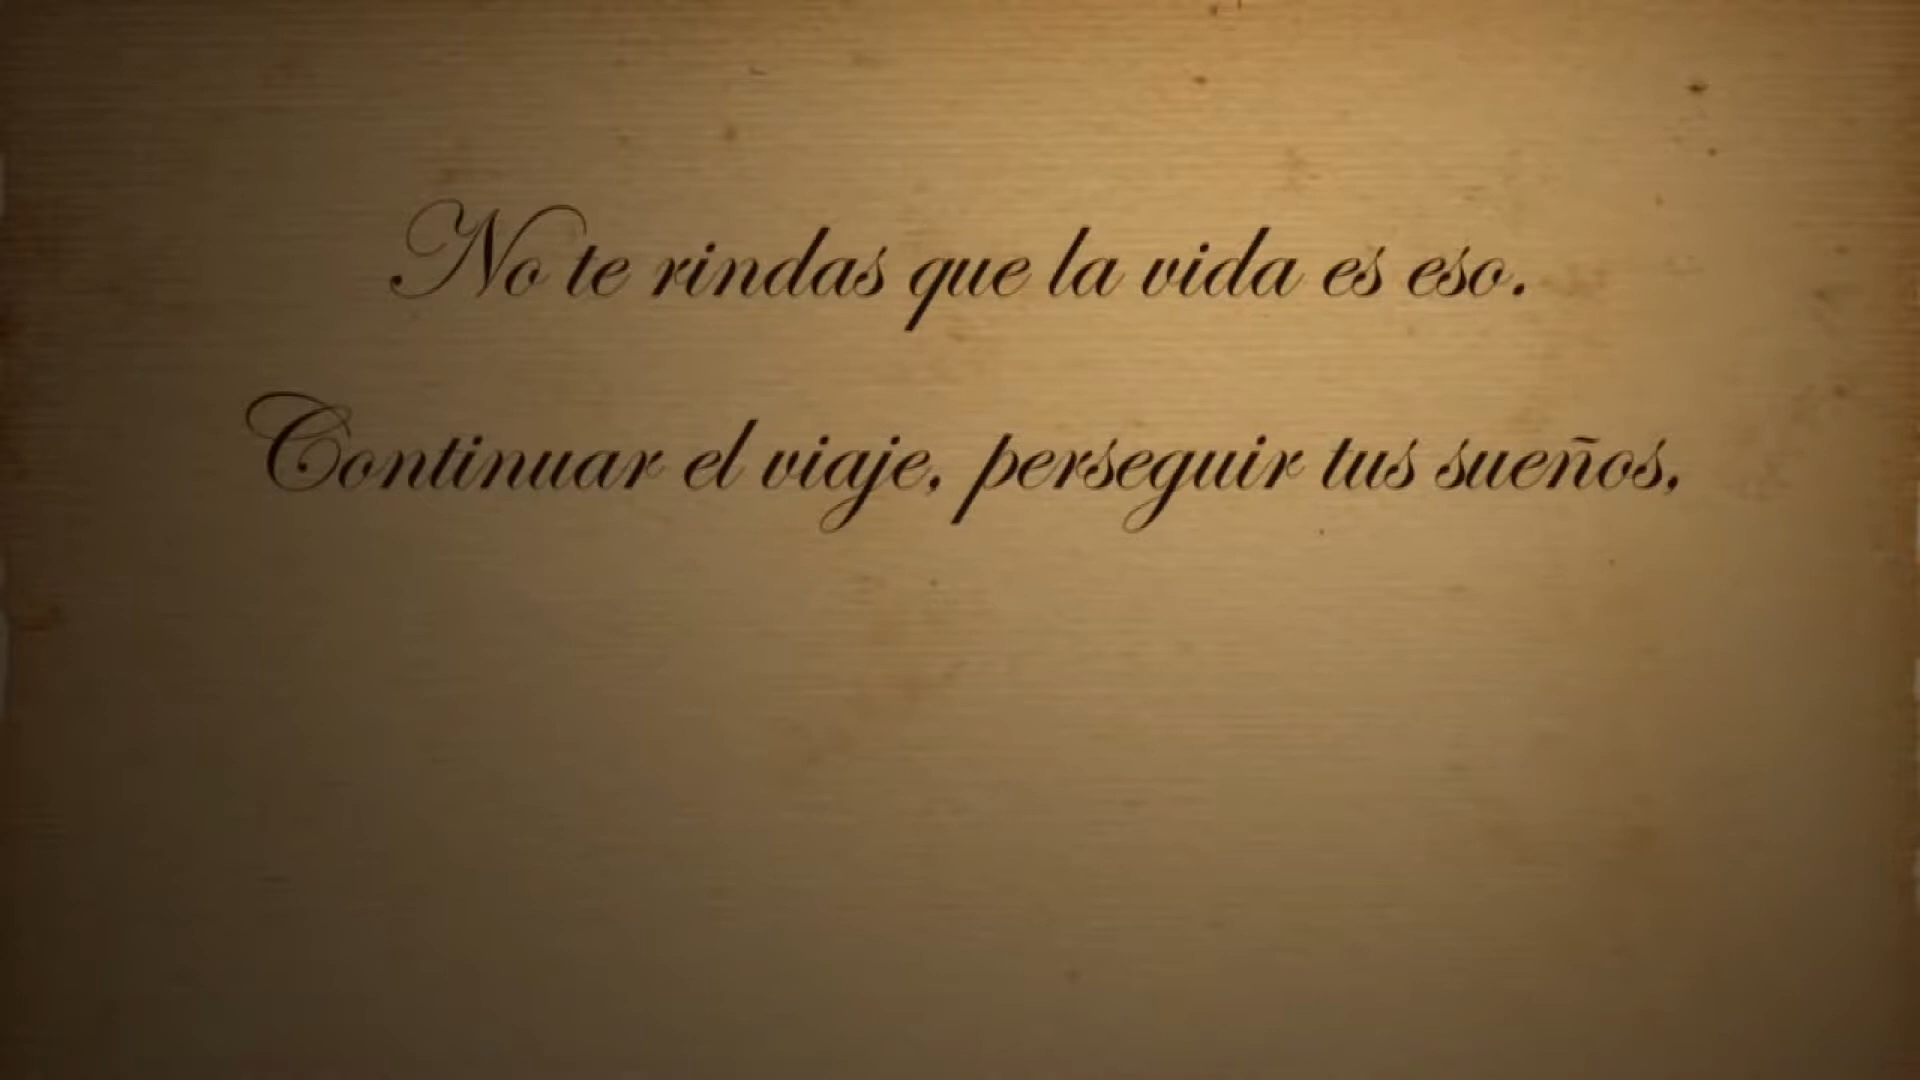 No te rindas que la vida es eso.
Continuar el viaje, perseguir tus sueños,